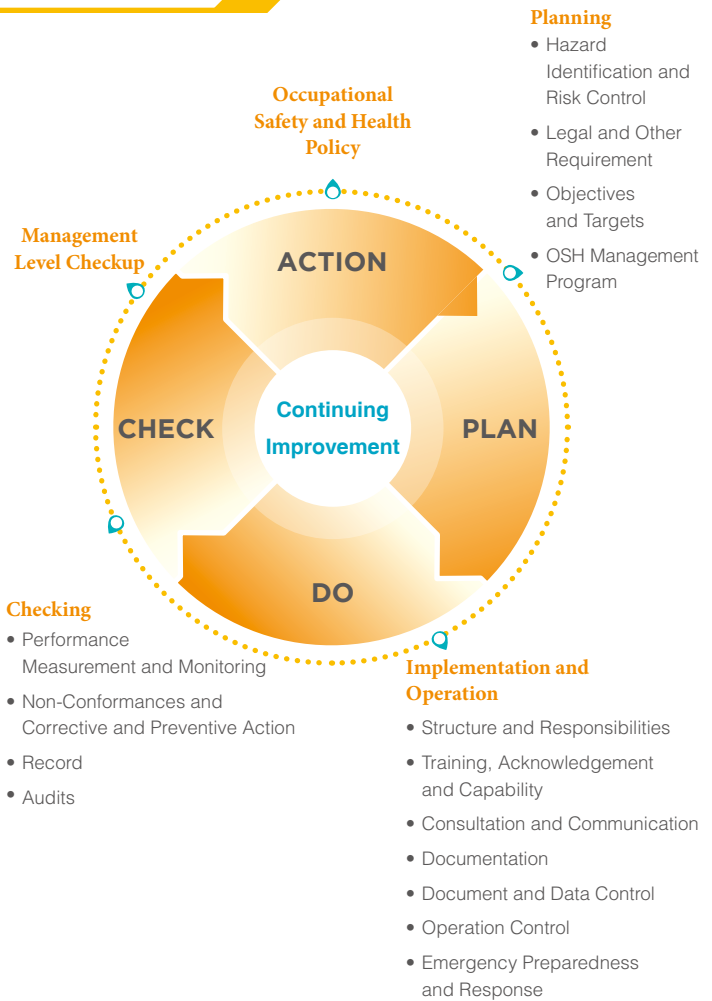 Planning
• Hazard
Identification and
Risk Control
• Legal and Other
Requirement
• Objectives
and Targets
• OSH Management
Program
Occupational
Safety and Health
Policy
Management
Level Checkup
ACTION
CHECK
Continuing
Improvement
PLAN
DO
Checking
• Performance
Measurement and Monitoring
• Non-Conformances and
Corrective and Preventive Action
• Record
• Audits
Implementation and
Operation
• Structure and Responsibilities
• Training, Acknowledgement
and Capability
• Consultation and Communication
• Documentation
• Document and Data Control
• Operation Control
• Emergency Preparedness
and Response